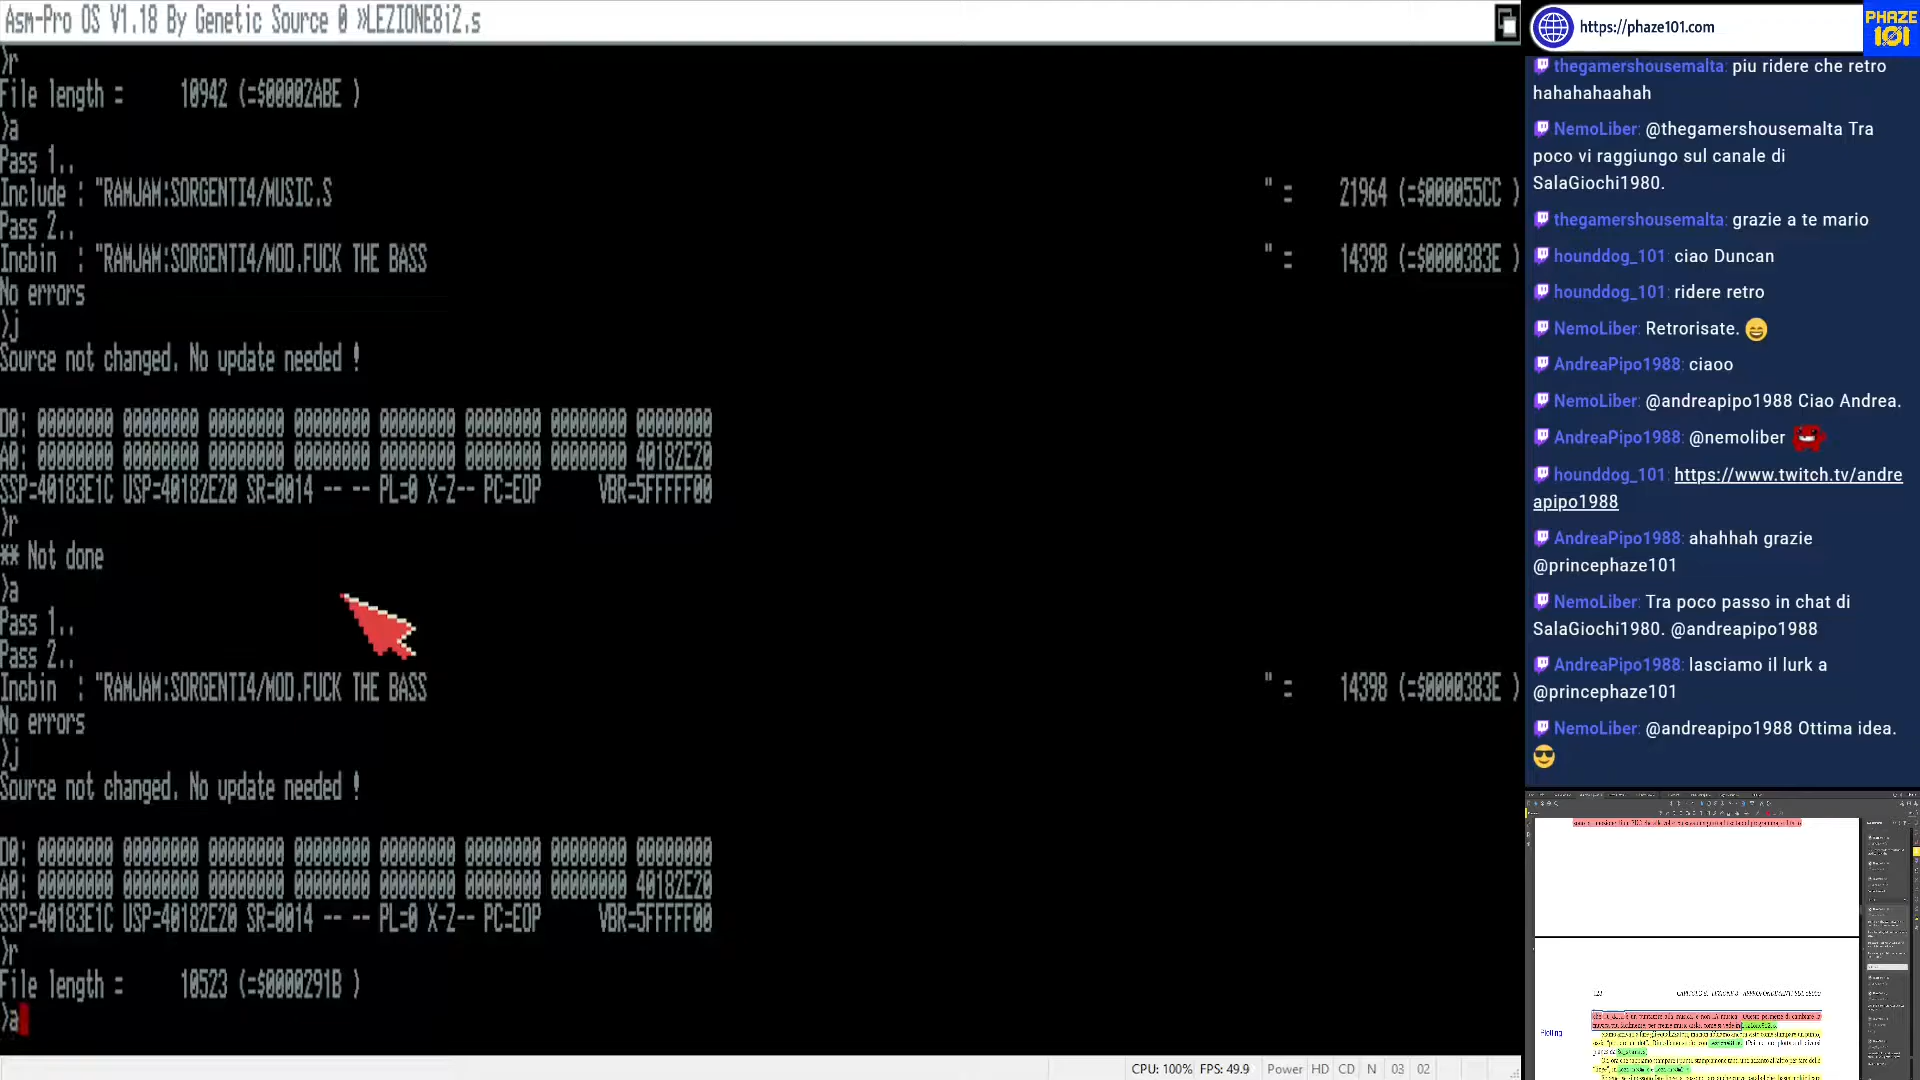 Asm-Pro OS V1.18 By Genetic Source 0 »LEZIONE8i2.s
>r
File length =      10942 (=$00002ABE )
>a
Pass 1..
Include : "RAMJAM:SORGENTI4/MUSIC.S " =     21964 (=$000055CC )
Pass 2..
Incbin  : "RAMJAM:SORGENTI4/MOD.FUCK THE BASS " =     14398 (=$0000383E )
No errors
>j
Source not changed. No update needed !
D0: 00000000 00000000 00000000 00000000 00000000 00000000 00000000 00000000
A0: 00000000 00000000 00000000 00000000 00000000 00000000 00000000 40182E20
SSP=40183E1C USP=40182E20 SR=0014 -- -- PL=0 X-Z-- PC=EOP      VBR=5FFFFF00
>r
** Not done
>a
Pass 1..
Pass 2..
Incbin  : "RAMJAM:SORGENTI4/MOD.FUCK THE BASS " =     14398 (=$0000383E )
No errors
>j
Source not changed. No update needed !
D0: 00000000 00000000 00000000 00000000 00000000 00000000 00000000 00000000
A0: 00000000 00000000 00000000 00000000 00000000 00000000 00000000 40182E20
SSP=40183E1C USP=40182E20 SR=0014 -- -- PL=0 X-Z-- PC=EOP      VBR=5FFFFF00
>r
File length =      10523 (=$0000291B )
>a
CPU: 100% FPS: 49.9 Power HD CD N 03 02
https://phaze101.com
PHAZE
101
thegamershousemalta: piu ridere che retro
hahahahaahah
NemoLiber: @thegamershousemalta Tra
poco vi raggiungo sul canale di
SalaGiochi1980.
thegamershousemalta: grazie a te mario
hounddog_101: ciao Duncan
hounddog_101: ridere retro
NemoLiber: Retrorisate. 😄
AndreaPipo1988: ciaoo
NemoLiber: @andreapipo1988 Ciao Andrea.
AndreaPipo1988: @nemoliber
hounddog_101: https://www.twitch.tv/andre
apipo1988
AndreaPipo1988: ahahhah grazie
@princephaze101
NemoLiber: Tra poco passo in chat di
SalaGiochi1980. @andreapipo1988
AndreaPipo1988: lasciamo il lurk a
@princephaze101
NemoLiber: @andreapipo1988 Ottima idea.
😎
Plotting